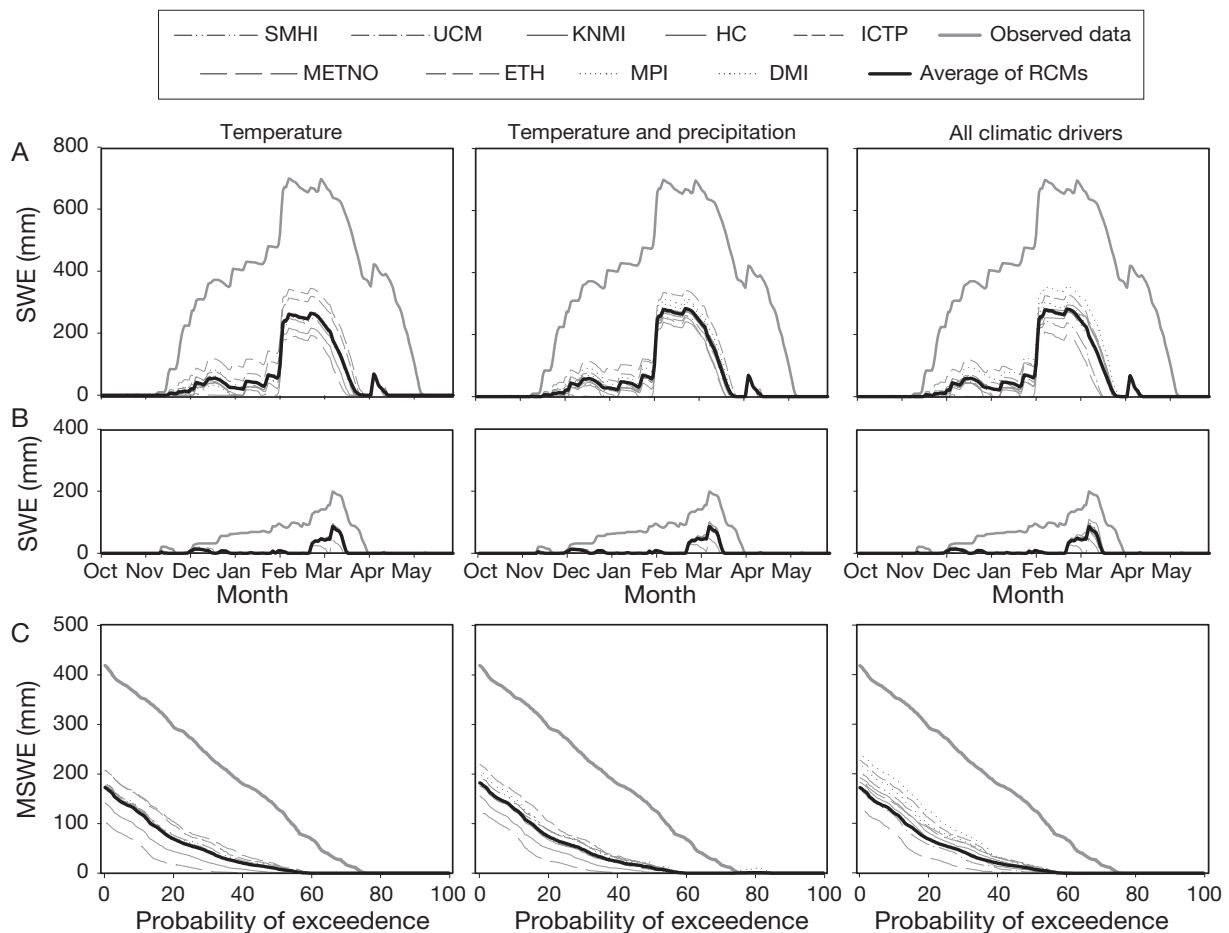 SMHI UCM KNMI HC ICTP Observed data
METNO ETH MPI DMI Average of RCMs
Temperature Temperature and precipitation All climatic drivers
A
800
600
400
200
0
SWE (mm)
B
400
200
0
SWE (mm)
Oct Nov Dec Jan Feb Mar Apr May Oct Nov Dec Jan Feb Mar Apr May Oct Nov Dec Jan Feb Mar Apr May
Month Month Month
C
500
400
300
200
100
0
MSWE (mm)
0 20 40 60 80 100 0 20 40 60 80 100 0 20 40 60 80 100
Probability of exceedence Probability of exceedence Probability of exceedence